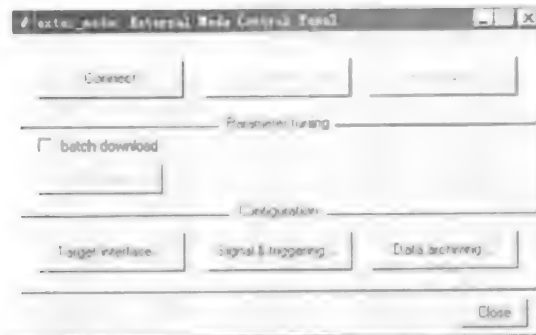 External Mode Control Panel
Connect
Parameter tuning
batch download
Configuration
Target interface... Signal & triggering... Data archiving...
Close